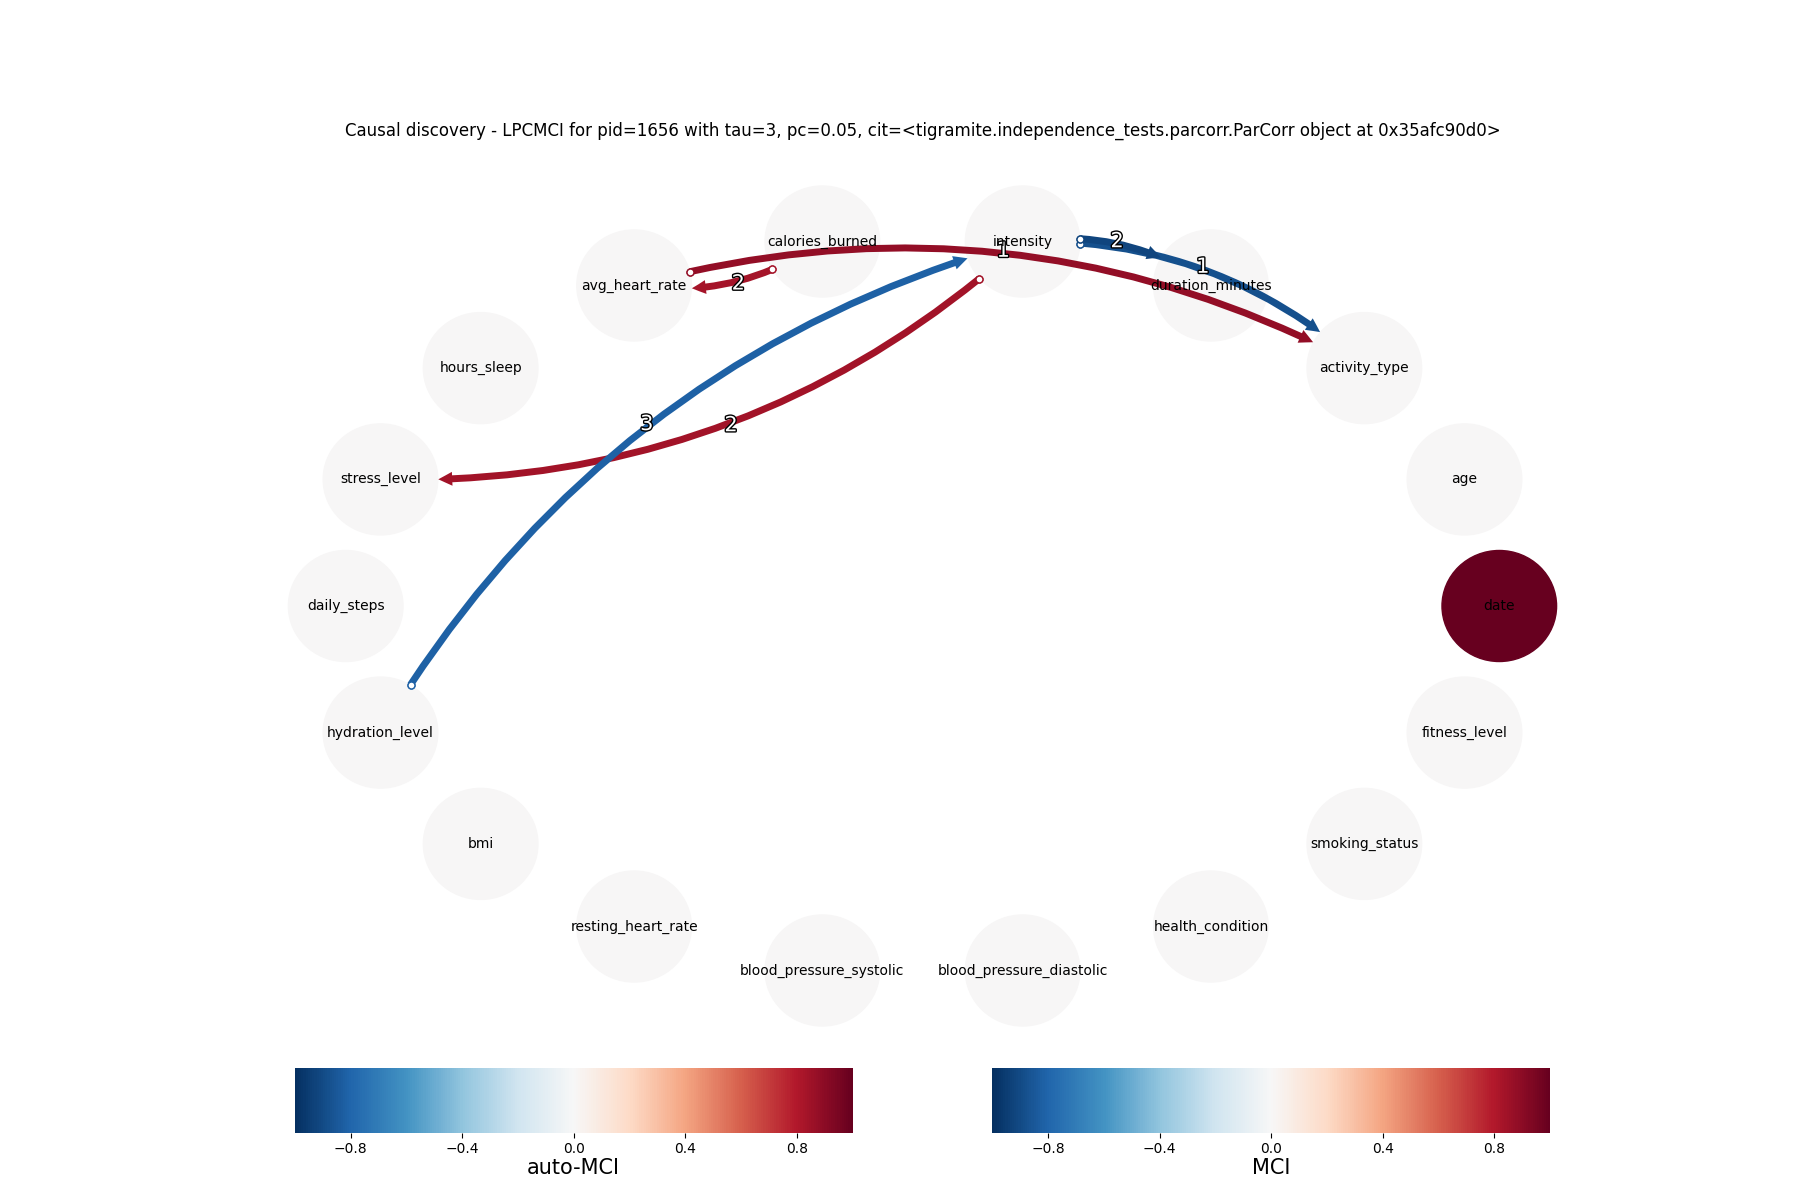 Causal discovery - LPCMCI for pid=1656 with tau=3, pc=0.05, cit=<tigramite.independence_tests.parcorr.ParCorr object at 0x35afc90d0>
calories_burned
intensity
2
1
1
avg_heart_rate
2
duration_minutes
hours_sleep
activity_type
3
2
stress_level
age
daily_steps
date
hydration_level
fitness_level
bmi
smoking_status
resting_heart_rate
health_condition
blood_pressure_systolic
blood_pressure_diastolic
−0.8 −0.4 0.0 0.4 0.8
auto-MCI
−0.8 −0.4 0.0 0.4 0.8
MCI